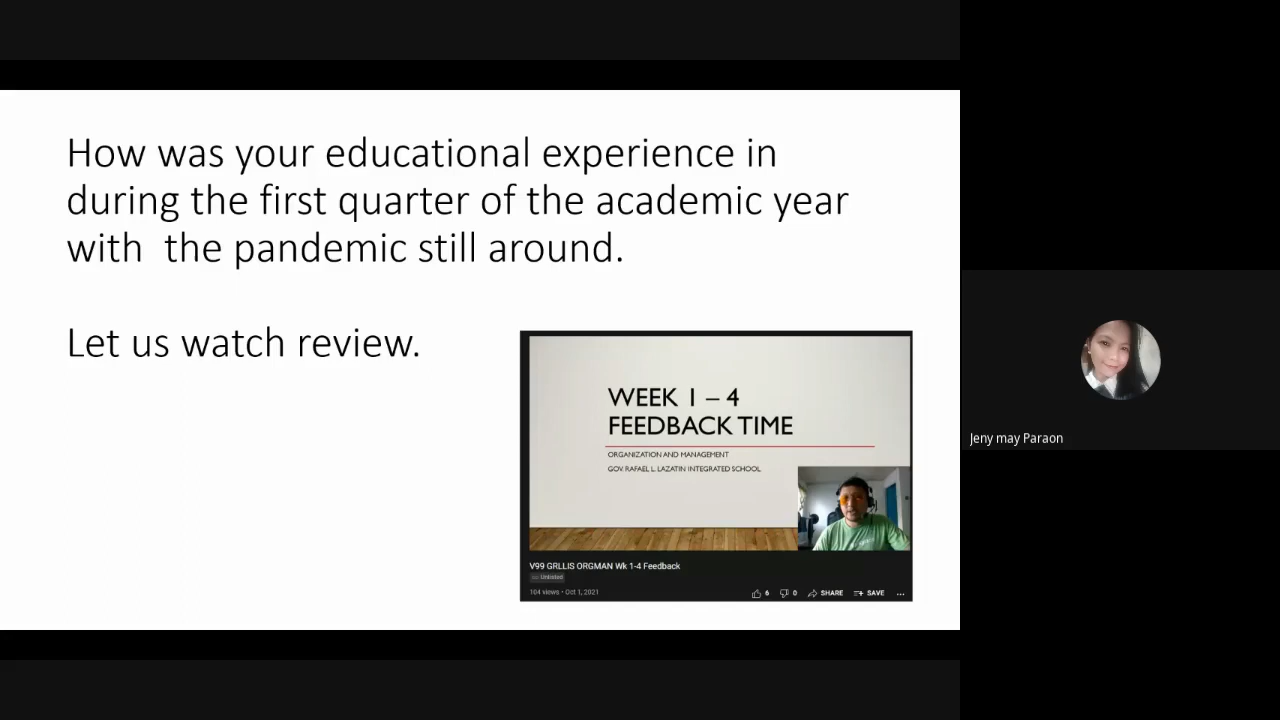 How was your educational experience in
during the first quarter of the academic year
with  the pandemic still around.
Let us watch review.
WEEK 1 – 4
FEEDBACK TIME
ORGANIZATION AND MANAGEMENT
GOV. RAFAEL L. LAZATIN INTEGRATED SCHOOL
V99 GRLLIS ORGMAN Wk 1-4 Feedback
Unlisted
104 views • Oct 1, 2021
6 0 SHARE SAVE ...
Jeny may Paraon